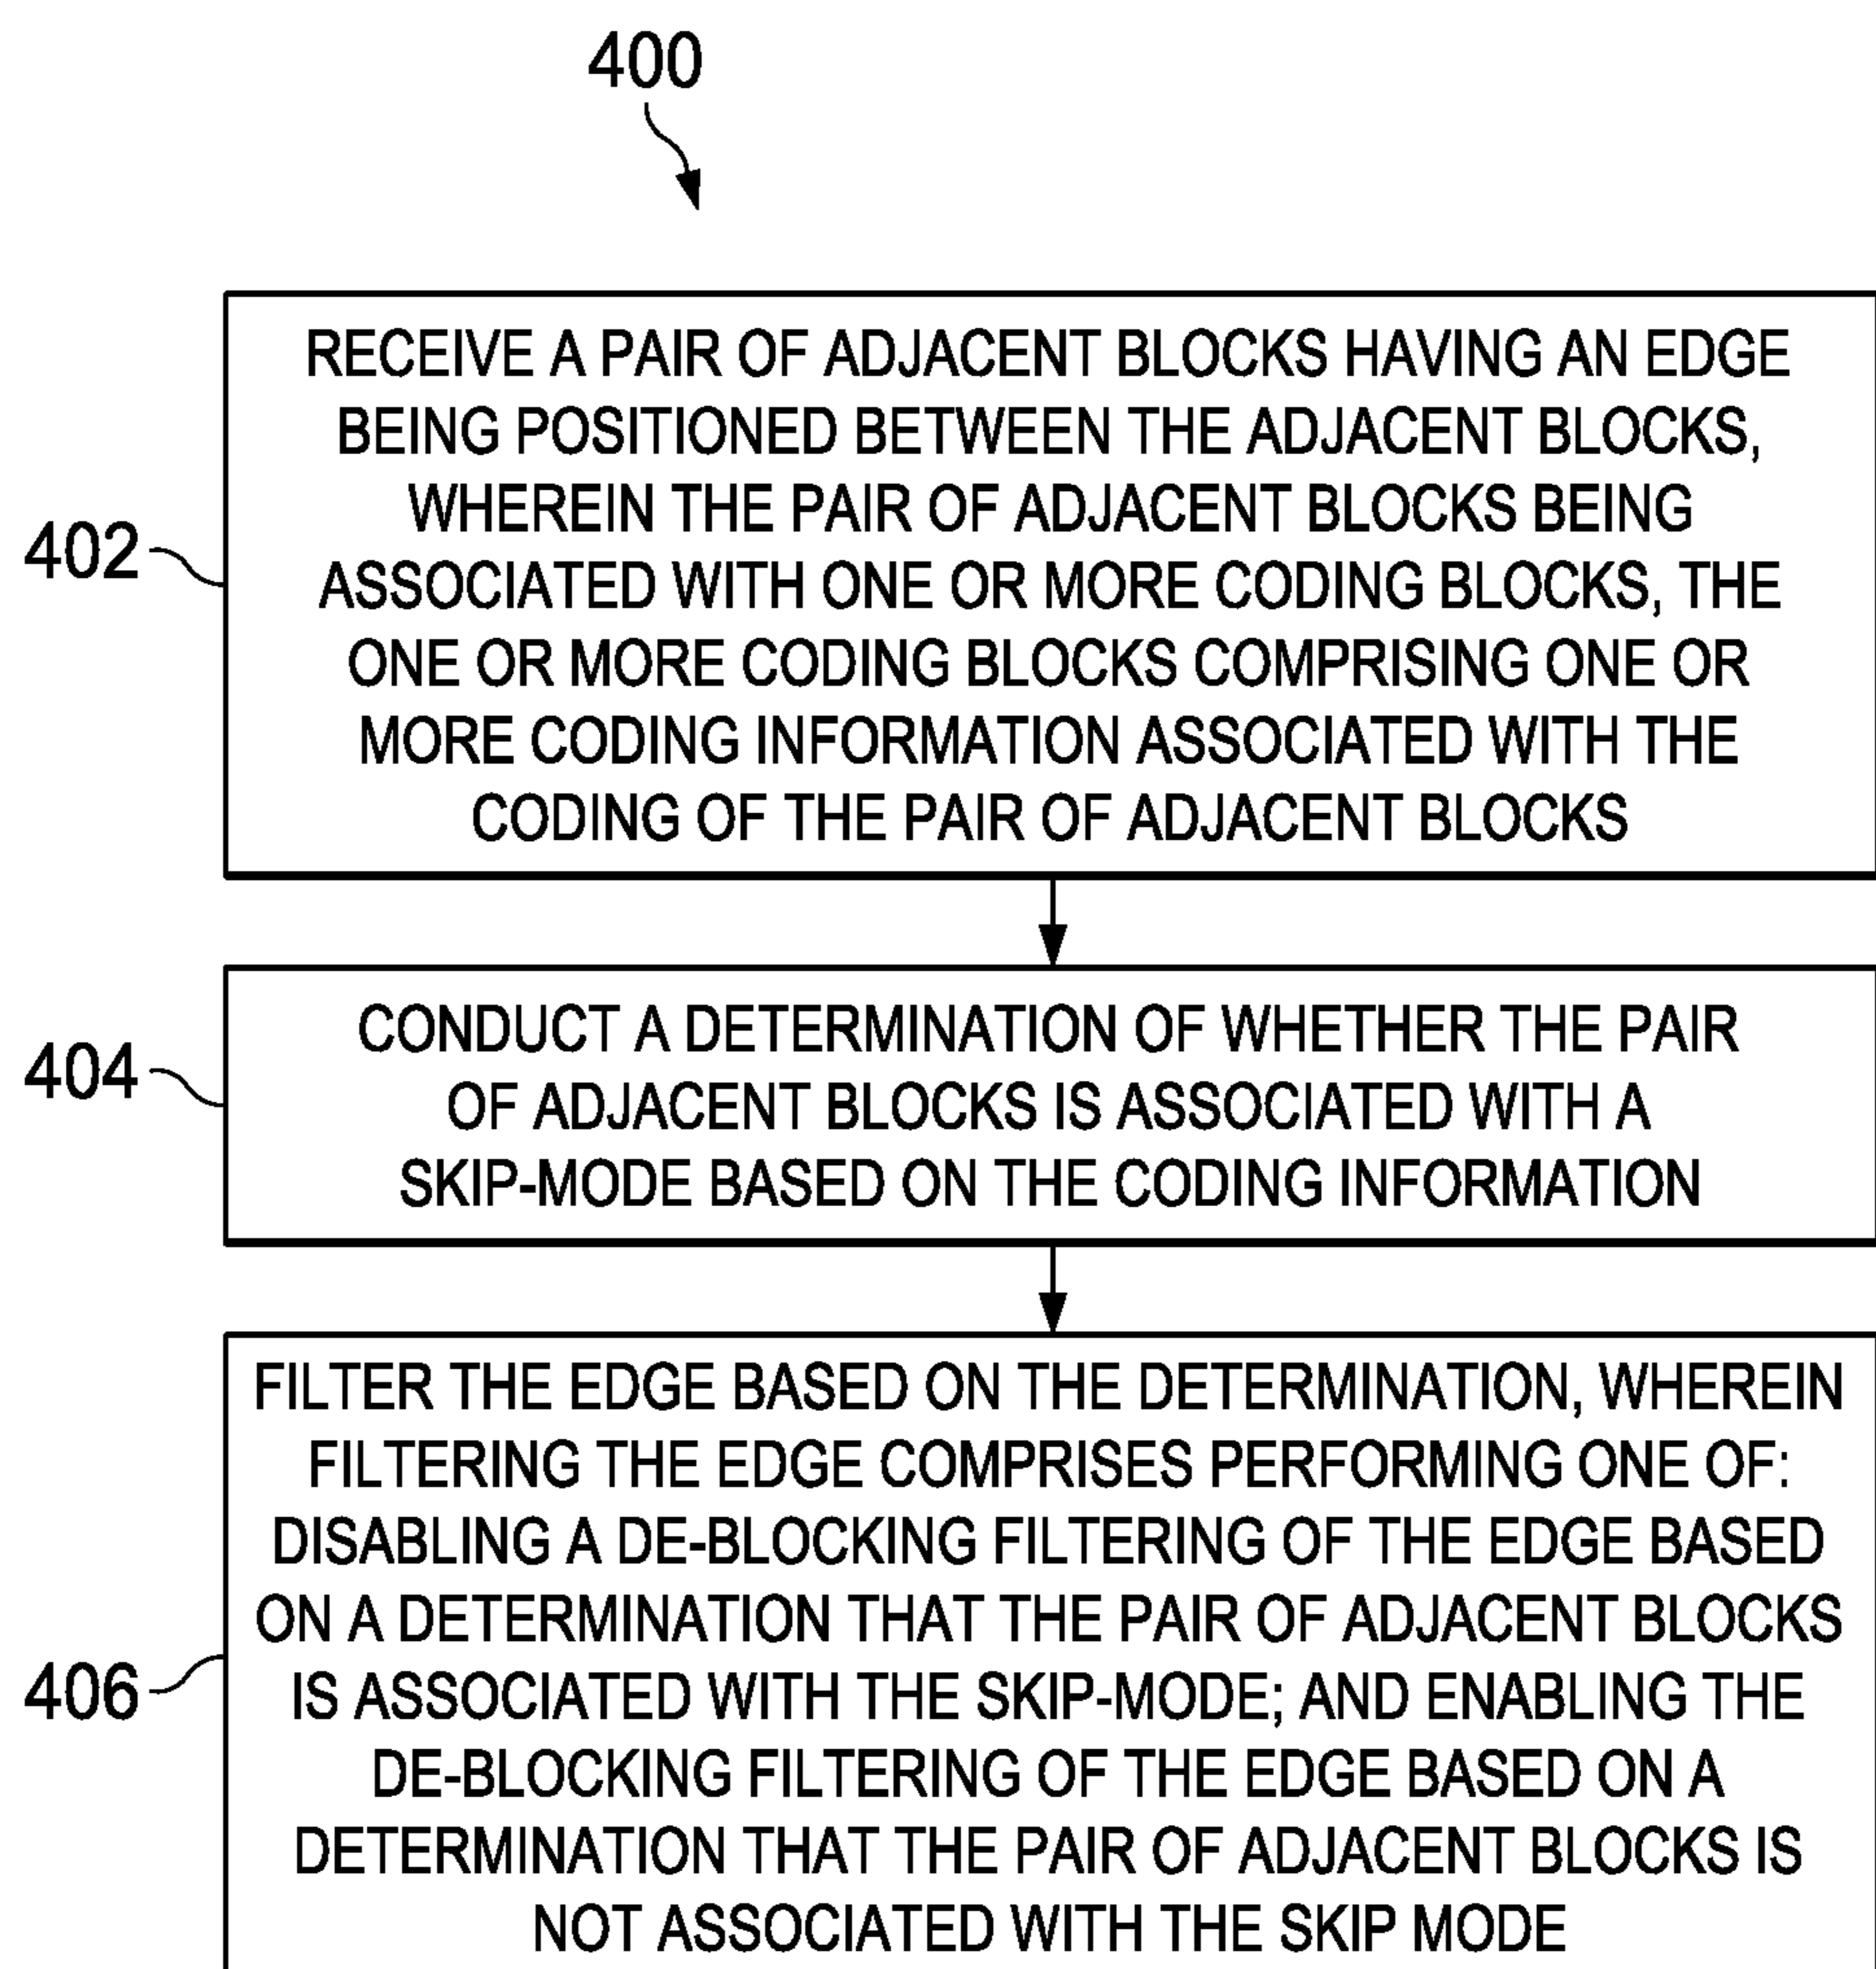 400
402
RECEIVE A PAIR OF ADJACENT BLOCKS HAVING AN EDGE
BEING POSITIONED BETWEEN THE ADJACENT BLOCKS,
WHEREIN THE PAIR OF ADJACENT BLOCKS BEING
ASSOCIATED WITH ONE OR MORE CODING BLOCKS, THE
ONE OR MORE CODING BLOCKS COMPRISING ONE OR
MORE CODING INFORMATION ASSOCIATED WITH THE
CODING OF THE PAIR OF ADJACENT BLOCKS
404
CONDUCT A DETERMINATION OF WHETHER THE PAIR
OF ADJACENT BLOCKS IS ASSOCIATED WITH A
SKIP-MODE BASED ON THE CODING INFORMATION
406
FILTER THE EDGE BASED ON THE DETERMINATION, WHEREIN
FILTERING THE EDGE COMPRISES PERFORMING ONE OF:
DISABLING A DE-BLOCKING FILTERING OF THE EDGE BASED
ON A DETERMINATION THAT THE PAIR OF ADJACENT BLOCKS
IS ASSOCIATED WITH THE SKIP-MODE; AND ENABLING THE
DE-BLOCKING FILTERING OF THE EDGE BASED ON A
DETERMINATION THAT THE PAIR OF ADJACENT BLOCKS IS
NOT ASSOCIATED WITH THE SKIP MODE